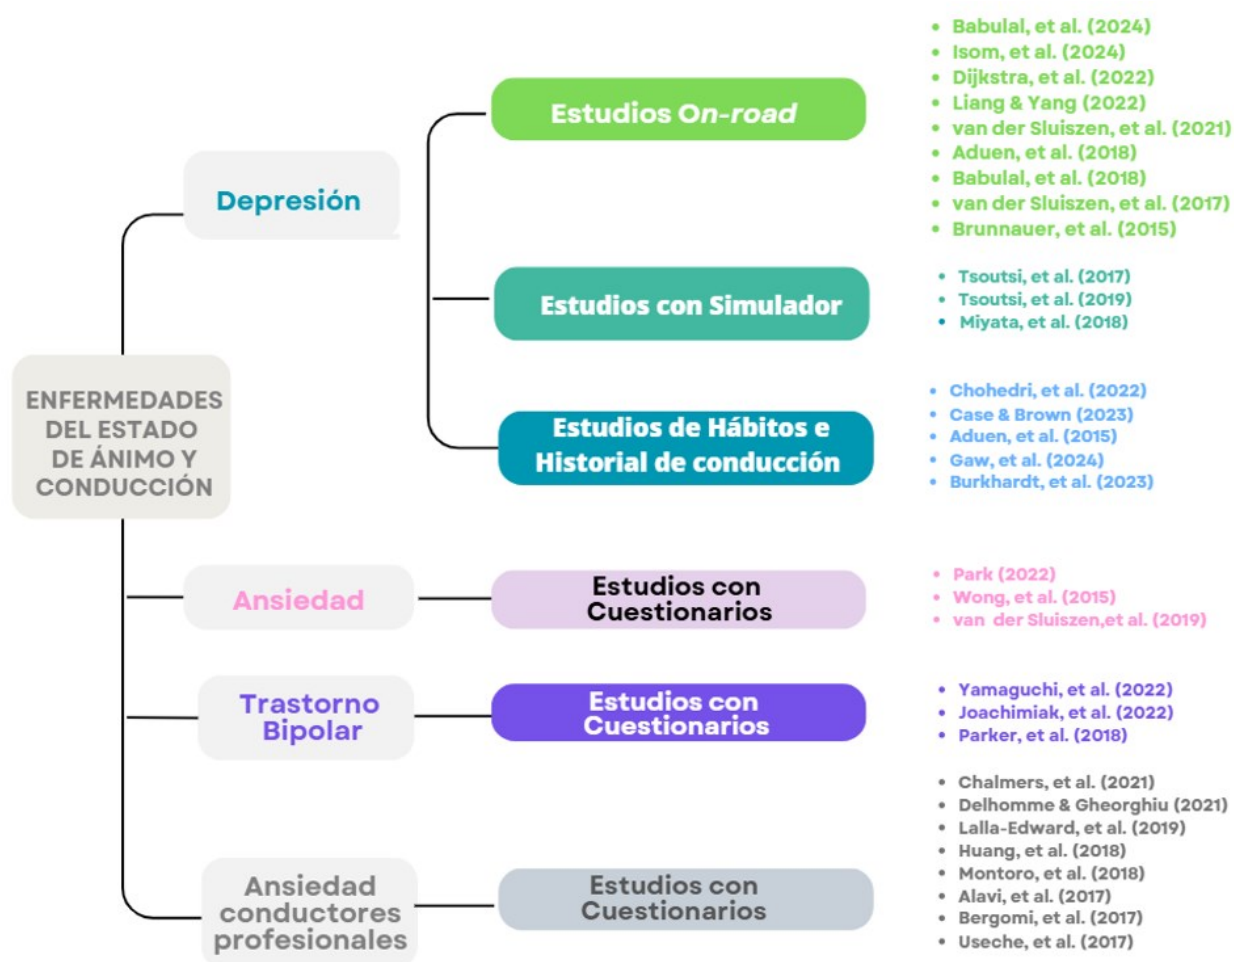 ENFERMEDADES
DEL ESTADO
DE ÁNIMO Y
CONDUCCIÓN
Depresión
Estudios On-road
• Babulal, et al. (2024)
• Isom, et al. (2024)
• Dijkstra, et al. (2022)
• Liang & Yang (2022)
• van der Sluiszen, et al. (2021)
• Aduen, et al. (2018)
• Babulal, et al. (2018)
• van der Sluiszen, et al. (2017)
• Brunnauer, et al. (2015)
Estudios con Simulador
• Tsoutsi, et al. (2017)
• Tsoutsi, et al. (2019)
• Miyata, et al. (2018)
Estudios de Hábitos e
Historial de conducción
• Chohedri, et al. (2022)
• Case & Brown (2023)
• Aduen, et al. (2015)
• Gaw, et al. (2024)
• Burkhardt, et al. (2023)
Ansiedad
Estudios con
Cuestionarios
• Park (2022)
• Wong, et al. (2015)
• van der Sluiszen,et al. (2019)
Trastorno
Bipolar
Estudios con
Cuestionarios
• Yamaguchi, et al. (2022)
• Joachimiak, et al. (2022)
• Parker, et al. (2018)
Ansiedad
conductores
profesionales
Estudios con
Cuestionarios
• Chalmers, et al. (2021)
• Delhomme & Gheorghiu (2021)
• Lalla-Edward, et al. (2019)
• Huang, et al. (2018)
• Montoro, et al. (2018)
• Alavi, et al. (2017)
• Bergomi, et al. (2017)
• Useche, et al. (2017)